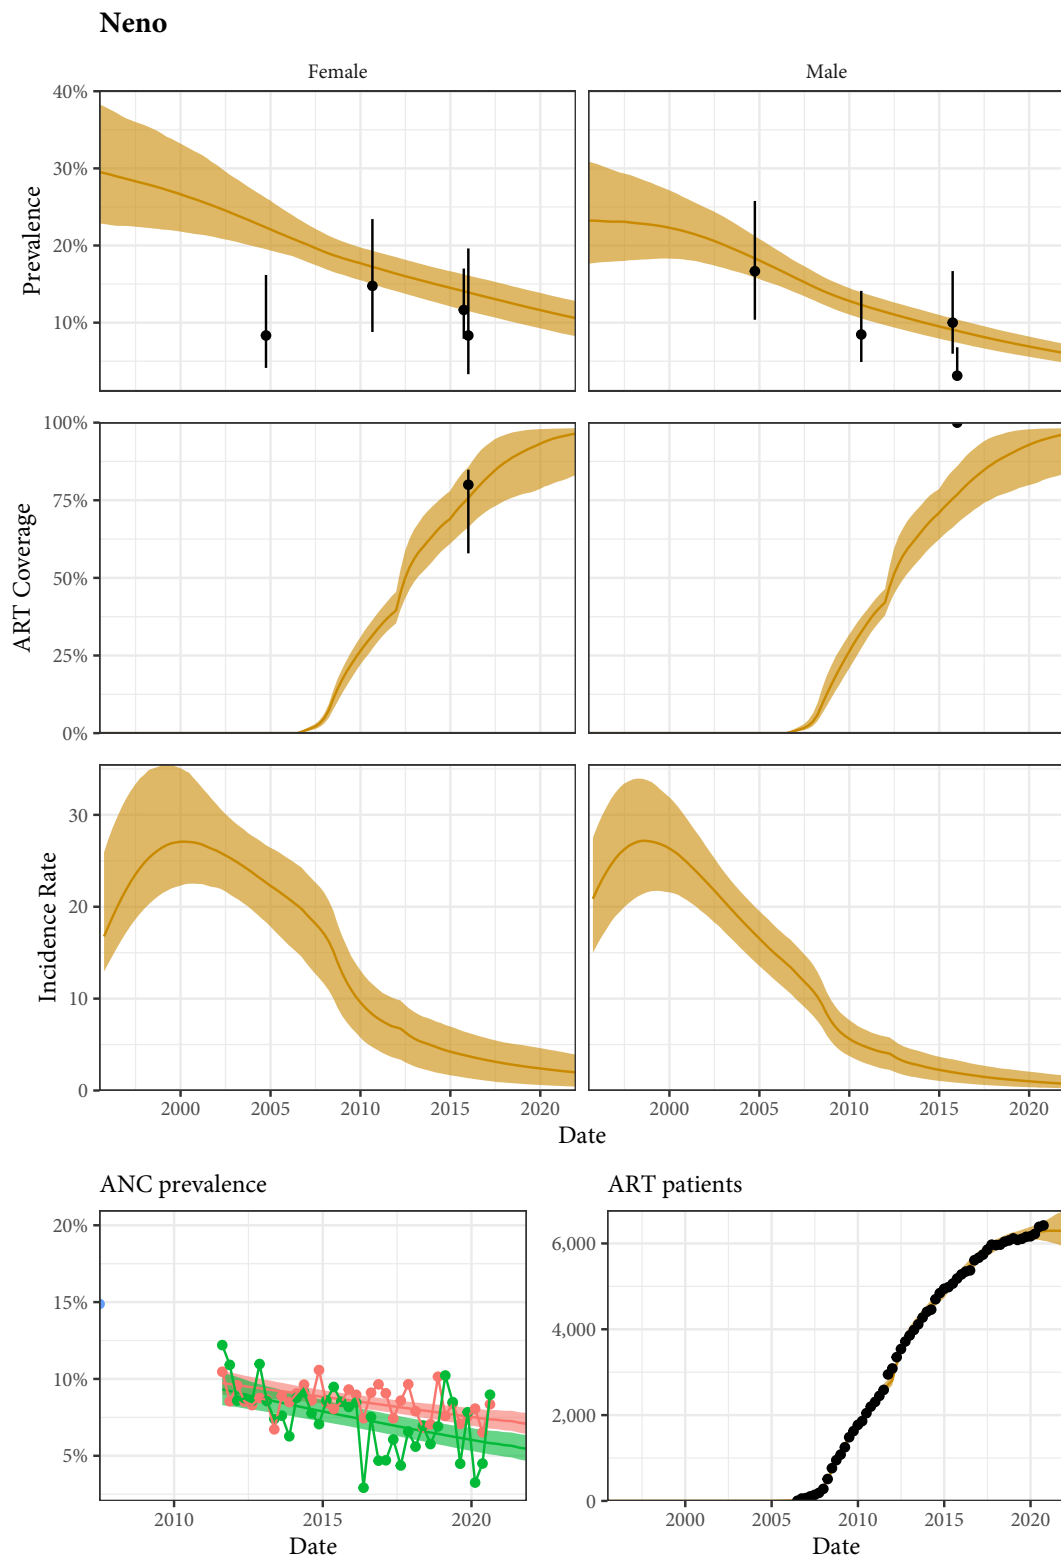 Neno
Female Male
Prevalence
40%
30%
20%
10%
ART Coverage
100%
75%
50%
25%
0%
Incidence Rate
30
20
10
0
2000 2005 2010 2015 2020 2000 2005 2010 2015 2020
Date
ANC prevalence
20%
15%
10%
5%
2010 2015 2020
Date
ART patients
6,000
4,000
2,000
0
2000 2005 2010 2015 2020
Date